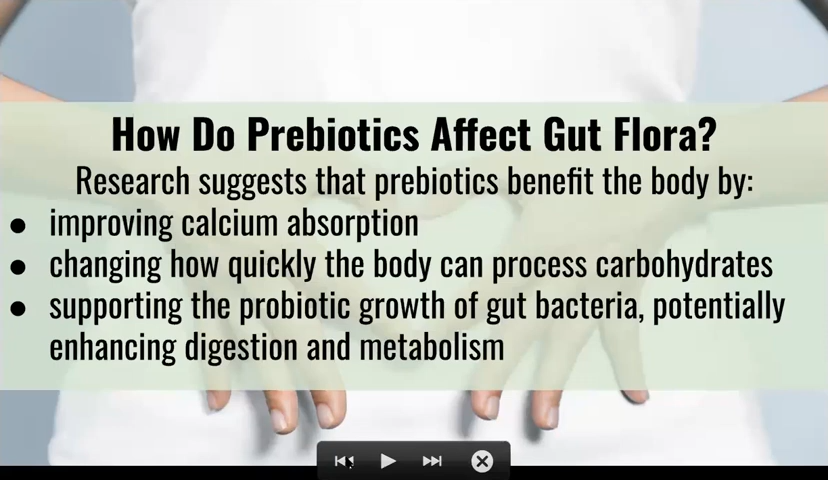 How Do Prebiotics Affect Gut Flora?
Research suggests that prebiotics benefit the body by:
● improving calcium absorption
● changing how quickly the body can process carbohydrates
● supporting the probiotic growth of gut bacteria, potentially
enhancing digestion and metabolism